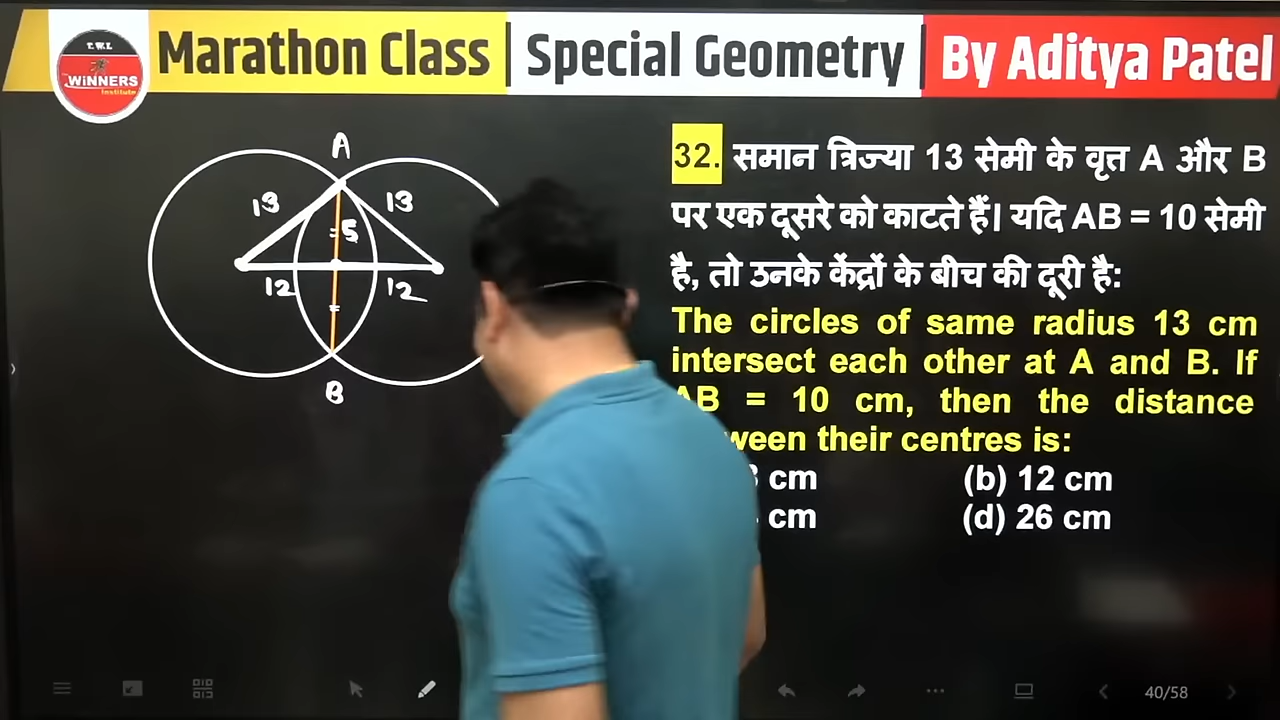 T.W.I.
The WINNERS
Institute
Marathon Class | Special Geometry By Aditya Patel
A
13
13
= 5
12
12
=
B
32. समान त्रिज्या 13 सेमी के वृत्त A और B
पर एक दूसरे को काटते हैं। यदि AB = 10 सेमी
है, तो उनके केंद्रों के बीच की दूरी है:
The circles of same radius 13 cm
intersect each other at A and B. If
AB = 10 cm, then the distance
ween their centres is:
cm
(b) 12 cm
cm
(d) 26 cm
40/58